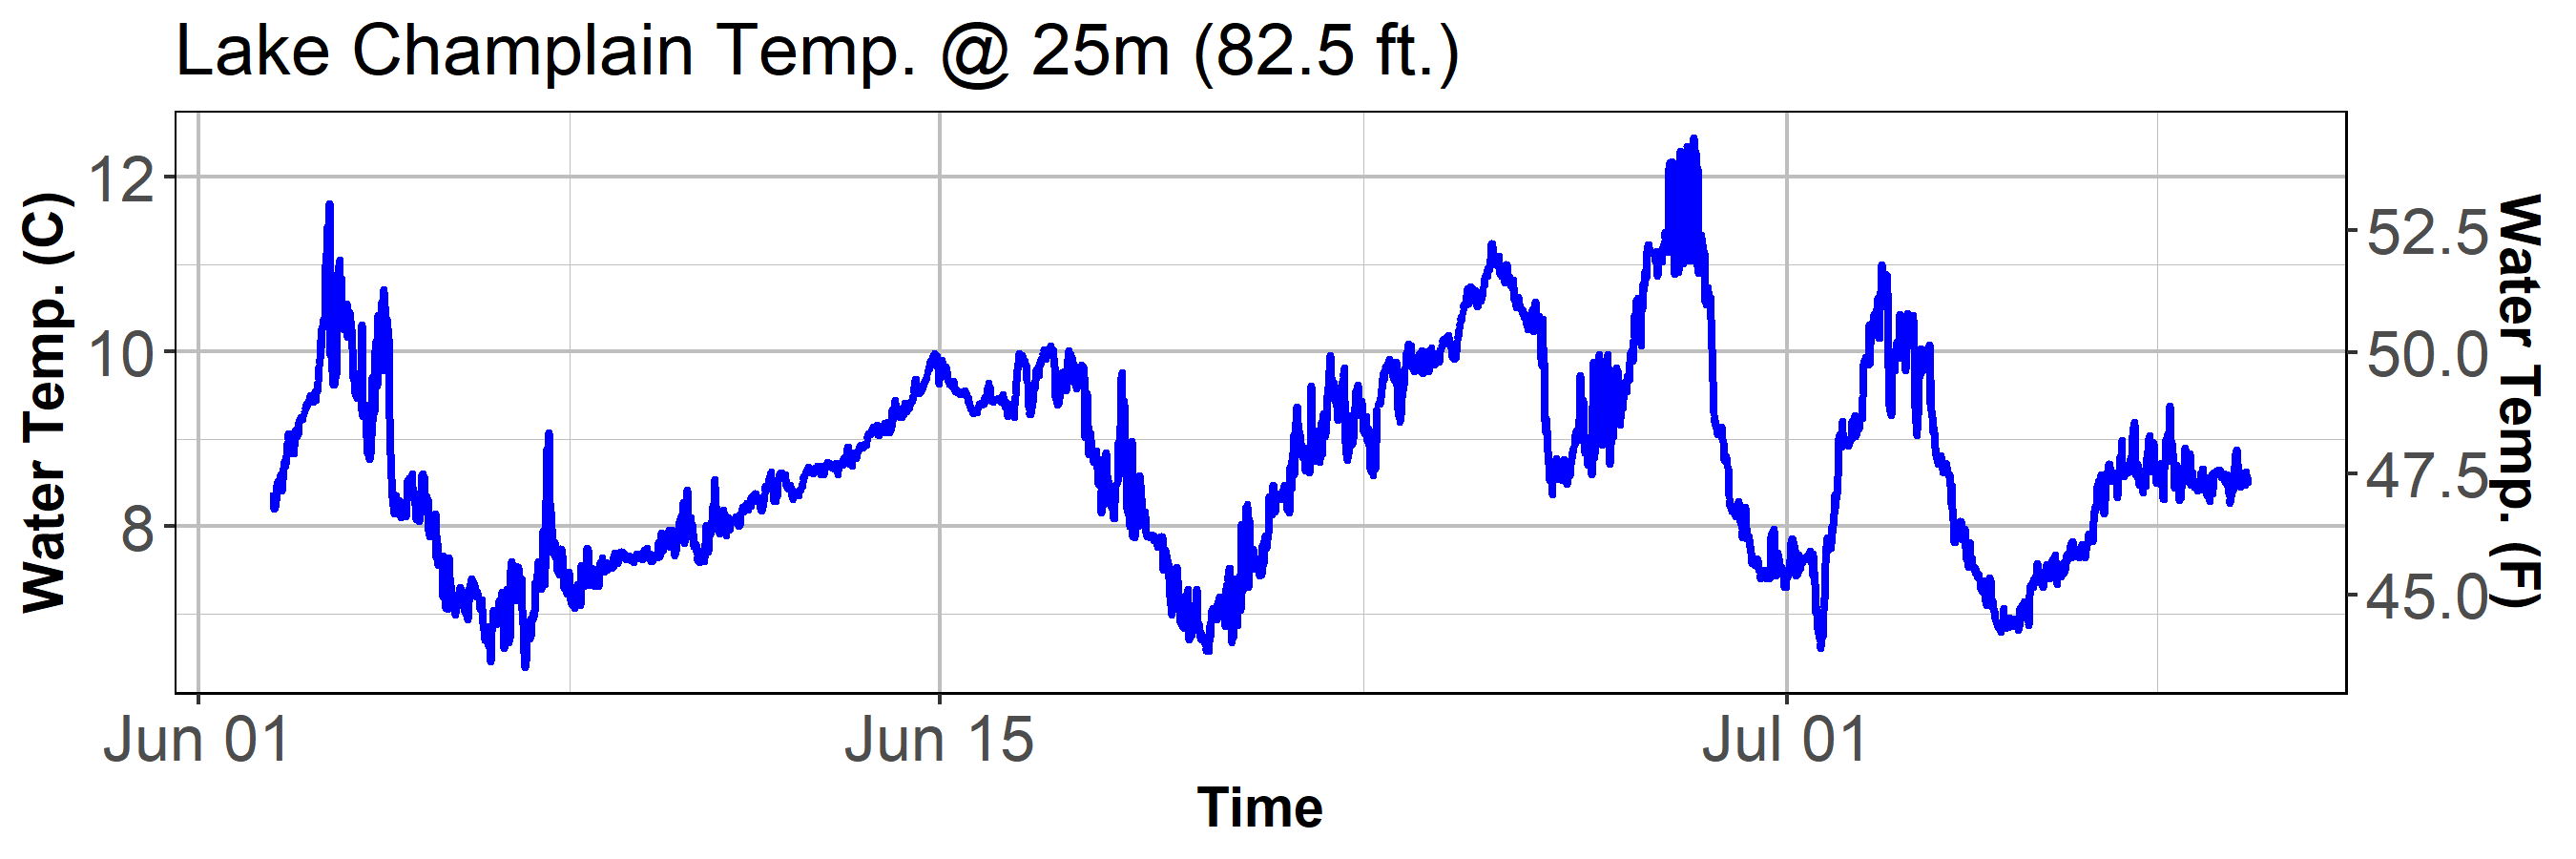 Lake Champlain Temp. @ 25m (82.5 ft.)
Water Temp. (C)
12
10
8
52.5
50.0
47.5
45.0
Water Temp. (F)
Jun 01
Jun 15
Jul 01
Time